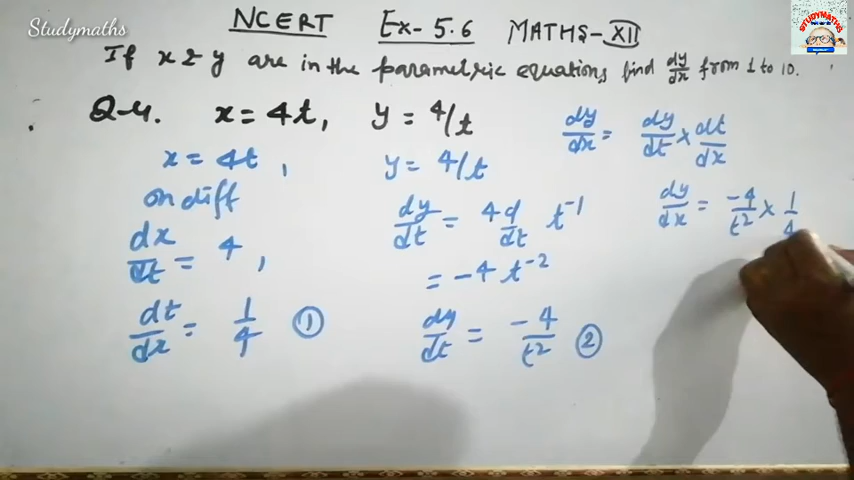 Studymaths
STUDYMATHS
NCERT Ex-5.6 MATHS-XII
If x & y are in the parametric equations, find dy/dx from 1 to 10.
Q-4. x = 4t, y = 4/t
x = 4t,
on diff
dx/dt = 4,
dt/dx = 1/4 ①
y = 4/t
dy/dt = 4 d/dt t⁻¹
= -4 t⁻²
dy/dt = -4/t² ②
dy/dx = dy/dt × dt/dx
dy/dx = -4/t² × 1/4